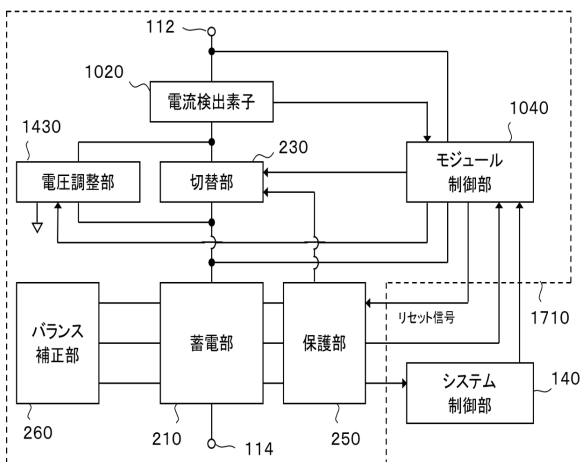 112
1020
電流検出素子
1430
電圧調整部
230
切替部
1040
モジュール
制御部
バランス
補正部
蓄電部
保護部
リセット信号
1710
システム
制御部
140
260
210
114
250